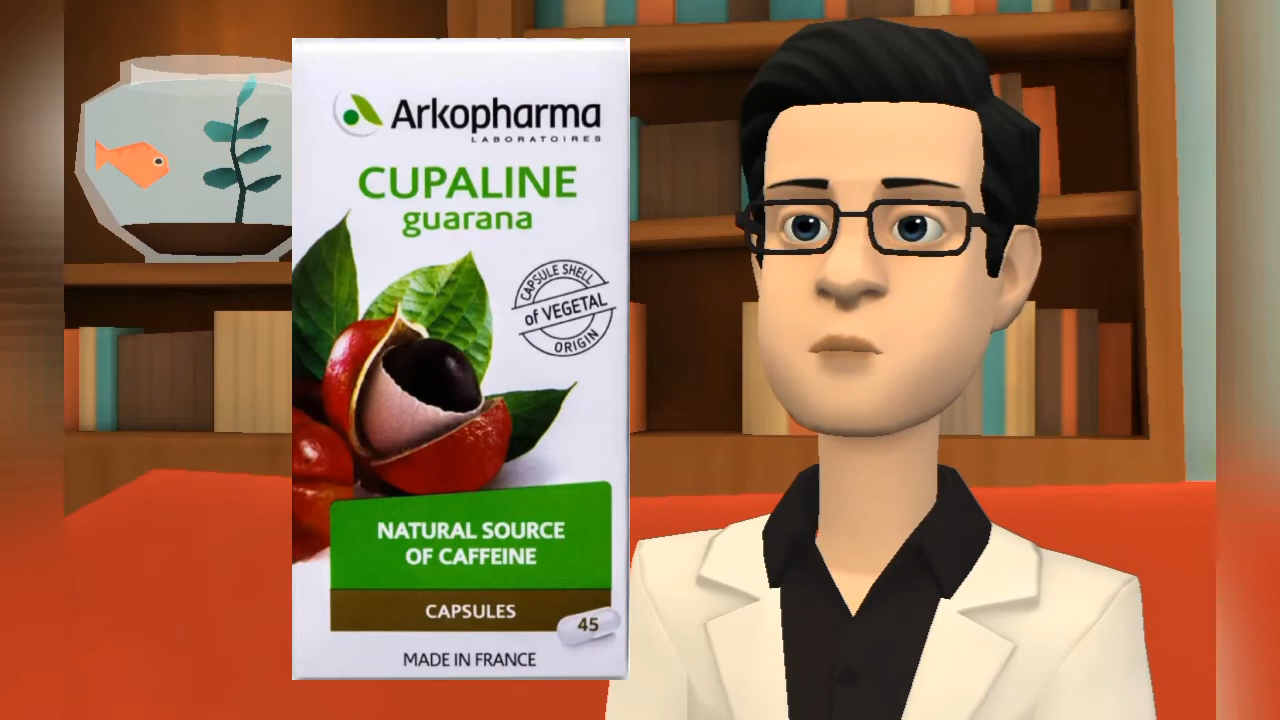 Arkopharma
LABORATOIRES
CUPALINE
guarana
CAPSULE SHELL
of VEGETAL
ORIGIN
NATURAL SOURCE
OF CAFFEINE
CAPSULES
45
MADE IN FRANCE